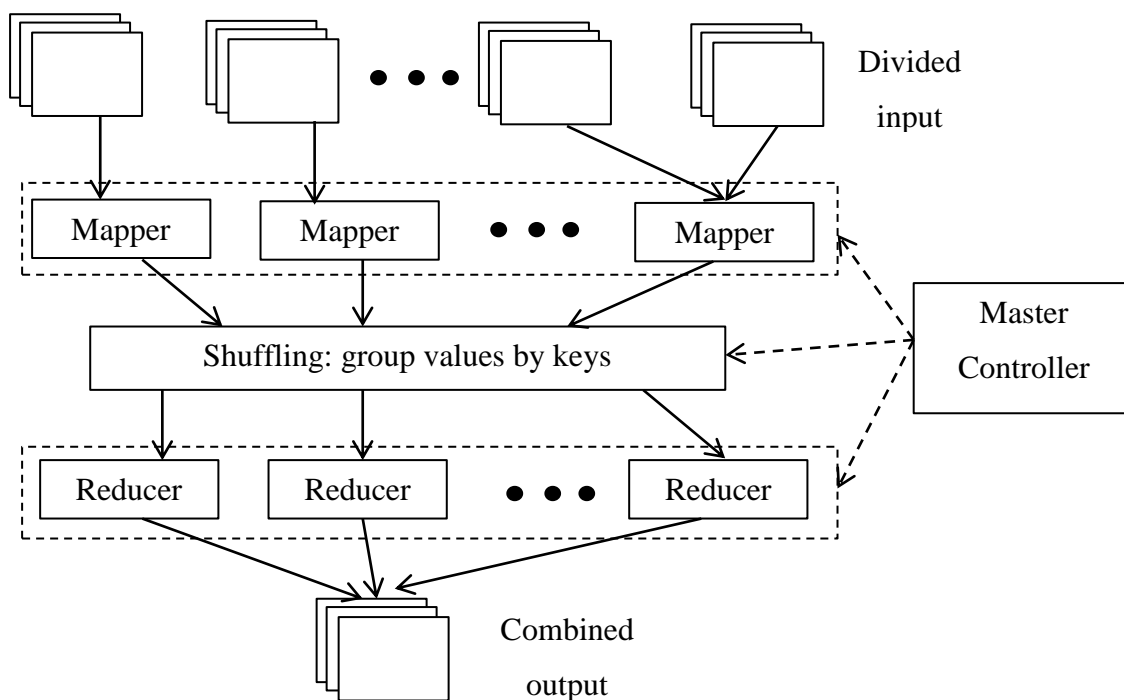 Divided
input
Mapper
Mapper
Mapper
Master
Controller
Shuffling: group values by keys
Reducer
Reducer
Reducer
Combined
output